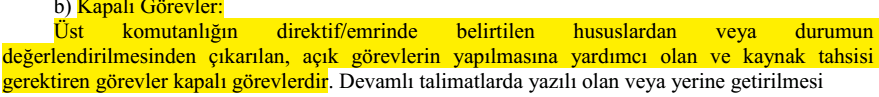 b) Kapalı Görevler:
Üst komutanlığın direktif/emrinde belirtilen hususlardan veya durumun
değerlendirilmesinden çıkarılan, açık görevlerin yapılmasına yardımcı olan ve kaynak tahsisi
gerektiren görevler kapalı görevlerdir. Devamlı talimatlarda yazılı olan veya yerine getirilmesi